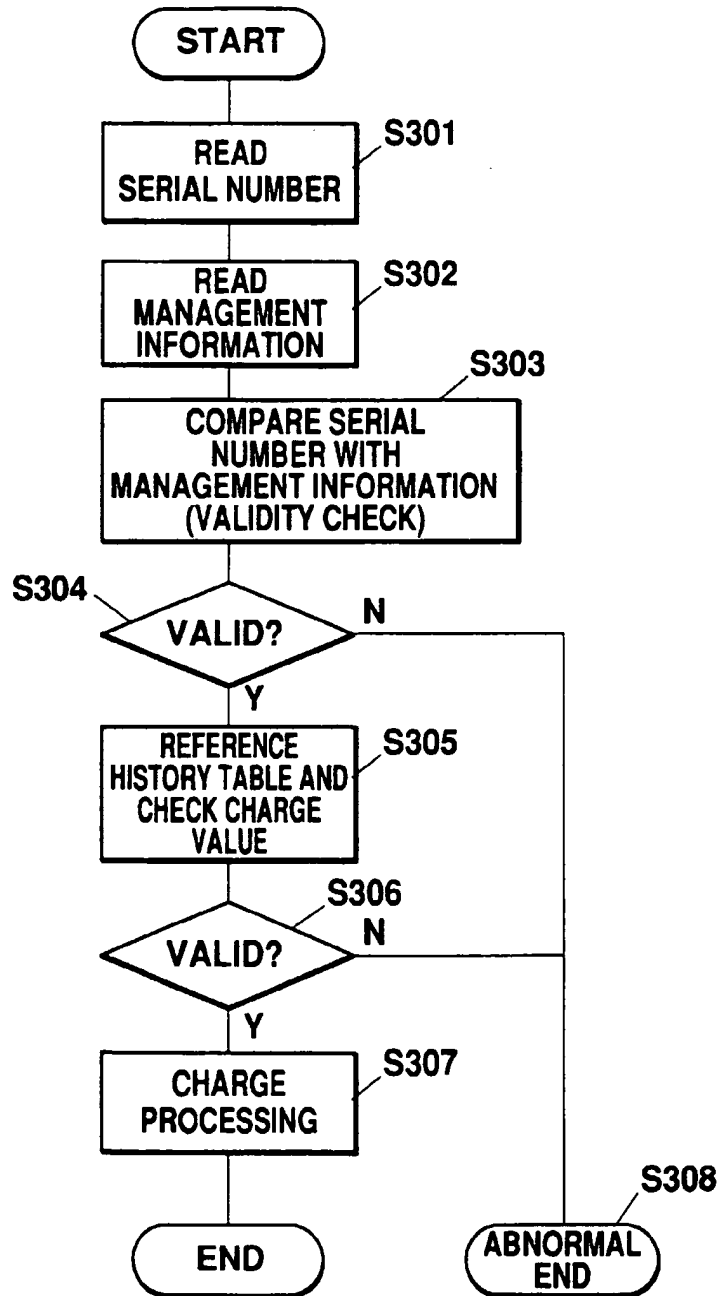 START
S301
READ
SERIAL NUMBER
S302
READ
MANAGEMENT
INFORMATION
S303
COMPARE SERIAL
NUMBER WITH
MANAGEMENT INFORMATION
(VALIDITY CHECK)
S304
VALID?
N
Y
S305
REFERENCE
HISTORY TABLE AND
CHECK CHARGE
VALUE
S306
VALID?
N
Y
S307
CHARGE
PROCESSING
S308
END
ABNORMAL
END